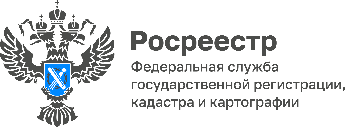 Росреестр
Федеральная служба
государственной регистрации,
кадастра и картографии